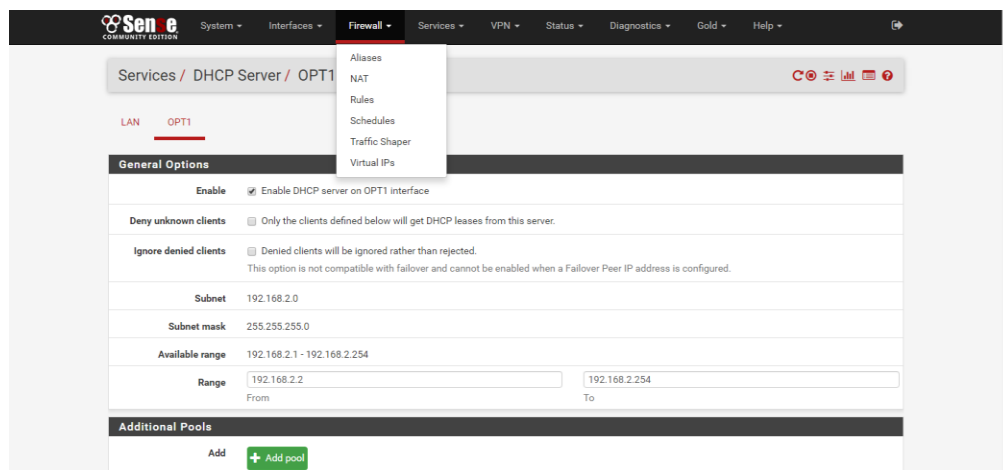 Sense
COMMUNITY EDITION
System Interfaces Firewall Services VPN Status Diagnostics Gold Help
Aliases
NAT
Rules
Schedules
Traffic Shaper
Virtual IPs
Services / DHCP Server / OPT1
LAN OPT1
General Options
Enable Enable DHCP server on OPT1 interface
Deny unknown clients Only the clients defined below will get DHCP leases from this server.
Ignore denied clients Denied clients will be ignored rather than rejected.
This option is not compatible with failover and cannot be enabled when a Failover Peer IP address is configured.
Subnet 192.168.2.0
Subnet mask 255.255.255.0
Available range 192.168.2.1 - 192.168.2.254
Range 192.168.2.2 192.168.2.254
From To
Additional Pools
Add + Add pool